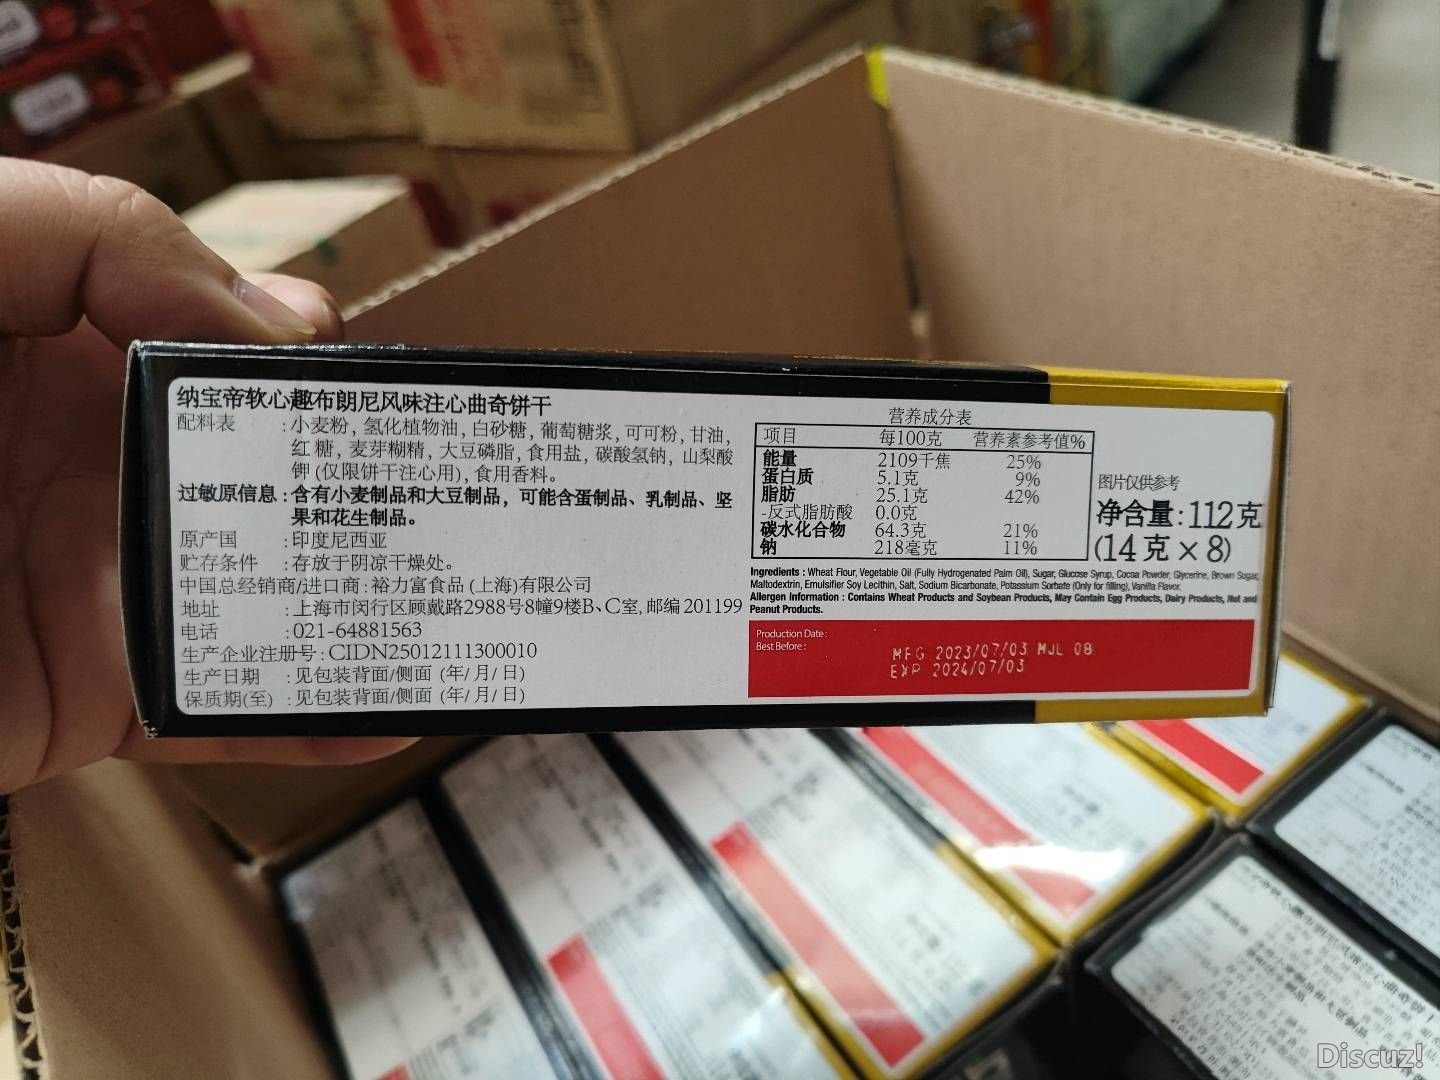 纳宝帝软心趣布朗尼风味注心曲奇饼干
配料表 :小麦粉, 氢化植物油, 白砂糖, 葡萄糖浆, 可可粉, 甘油,
红糖, 麦芽糊精, 大豆磷脂, 食用盐, 碳酸氢钠, 山梨酸
钾 (仅限饼干注心用), 食用香料。
过敏原信息 : 含有小麦制品和大豆制品, 可能含蛋制品、乳制品、坚
果和花生制品。
原产国 :印度尼西亚
贮存条件 :存放于阴凉干燥处。
中国总经销商/进口商 : 裕力富食品 (上海)有限公司
地址 :上海市闵行区顾戴路2988号8幢9楼B、C室, 邮编 201199
电话 :021-64881563
生产企业注册号 : CIDN25012111300010
生产日期 :见包装背面/侧面 (年/月/日)
保质期(至) :见包装背面/侧面 (年/月/日)
营养成分表
项目 每100克 营养素参考值%
能量 2109千焦 25%
蛋白质 5.1克 9%
脂肪 25.1克 42%
-反式脂肪酸 0.0克
碳水化合物 64.3克 21%
钠 218毫克 11%
图片仅供参考
净含量 : 112克
(14 克 × 8)
Ingredients : Wheat Flour, Vegetable Oil (Fully Hydrogenated Palm Oil), Sugar, Glucose Syrup, Cocoa Powder, Glycerine, Brown Sugar,
Maltodextrin, Emulsifier Soy Lecithin, Salt, Sodium Bicarbonate, Potassium Sorbate (Only for filling), Vanilla Flavor.
Allergen Information : Contains Wheat Products and Soybean Products, May Contain Egg Products, Dairy Products, Nut and
Peanut Products.
Production Date :
Best Before :
MFG 2023/07/03 MJL 08
EXP 2024/07/03
Discuz!